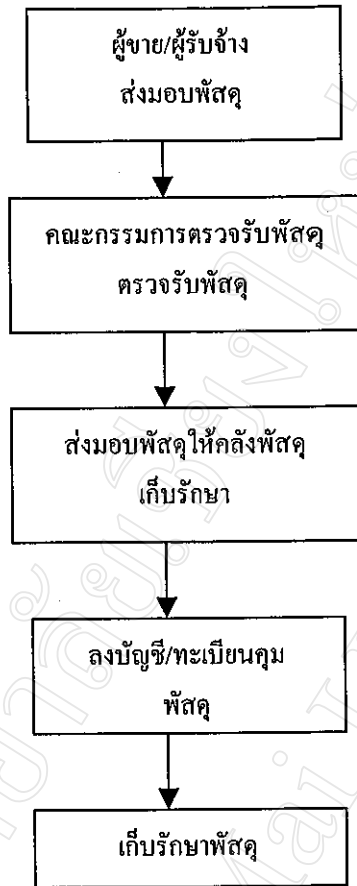 ผู้ขาย/ผู้รับจ้าง
ส่งมอบพัสดุ
คณะกรรมการตรวจรับพัสดุ
ตรวจรับพัสดุ
ส่งมอบพัสดุให้คลังพัสดุ
เก็บรักษา
ลงบัญชี/ทะเบียนคุม
พัสดุ
เก็บรักษาพัสดุ